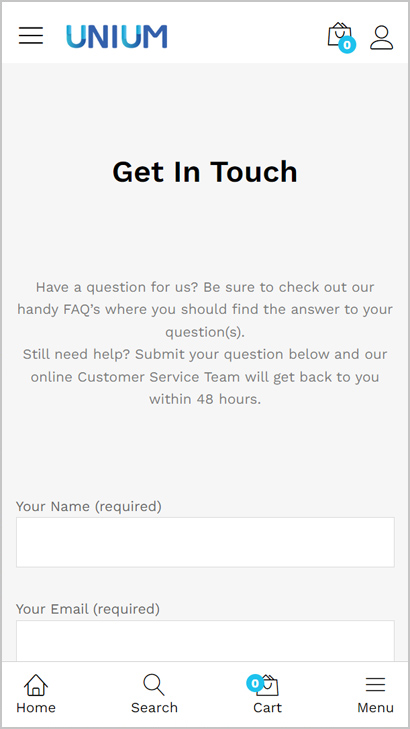 UNIUM
0
Get In Touch
Have a question for us? Be sure to check out our
handy FAQ’s where you should find the answer to your
question(s).
Still need help? Submit your question below and our
online Customer Service Team will get back to you
within 48 hours.
Your Name (required)
Your Email (required)
0
Home
Search
Cart
Menu